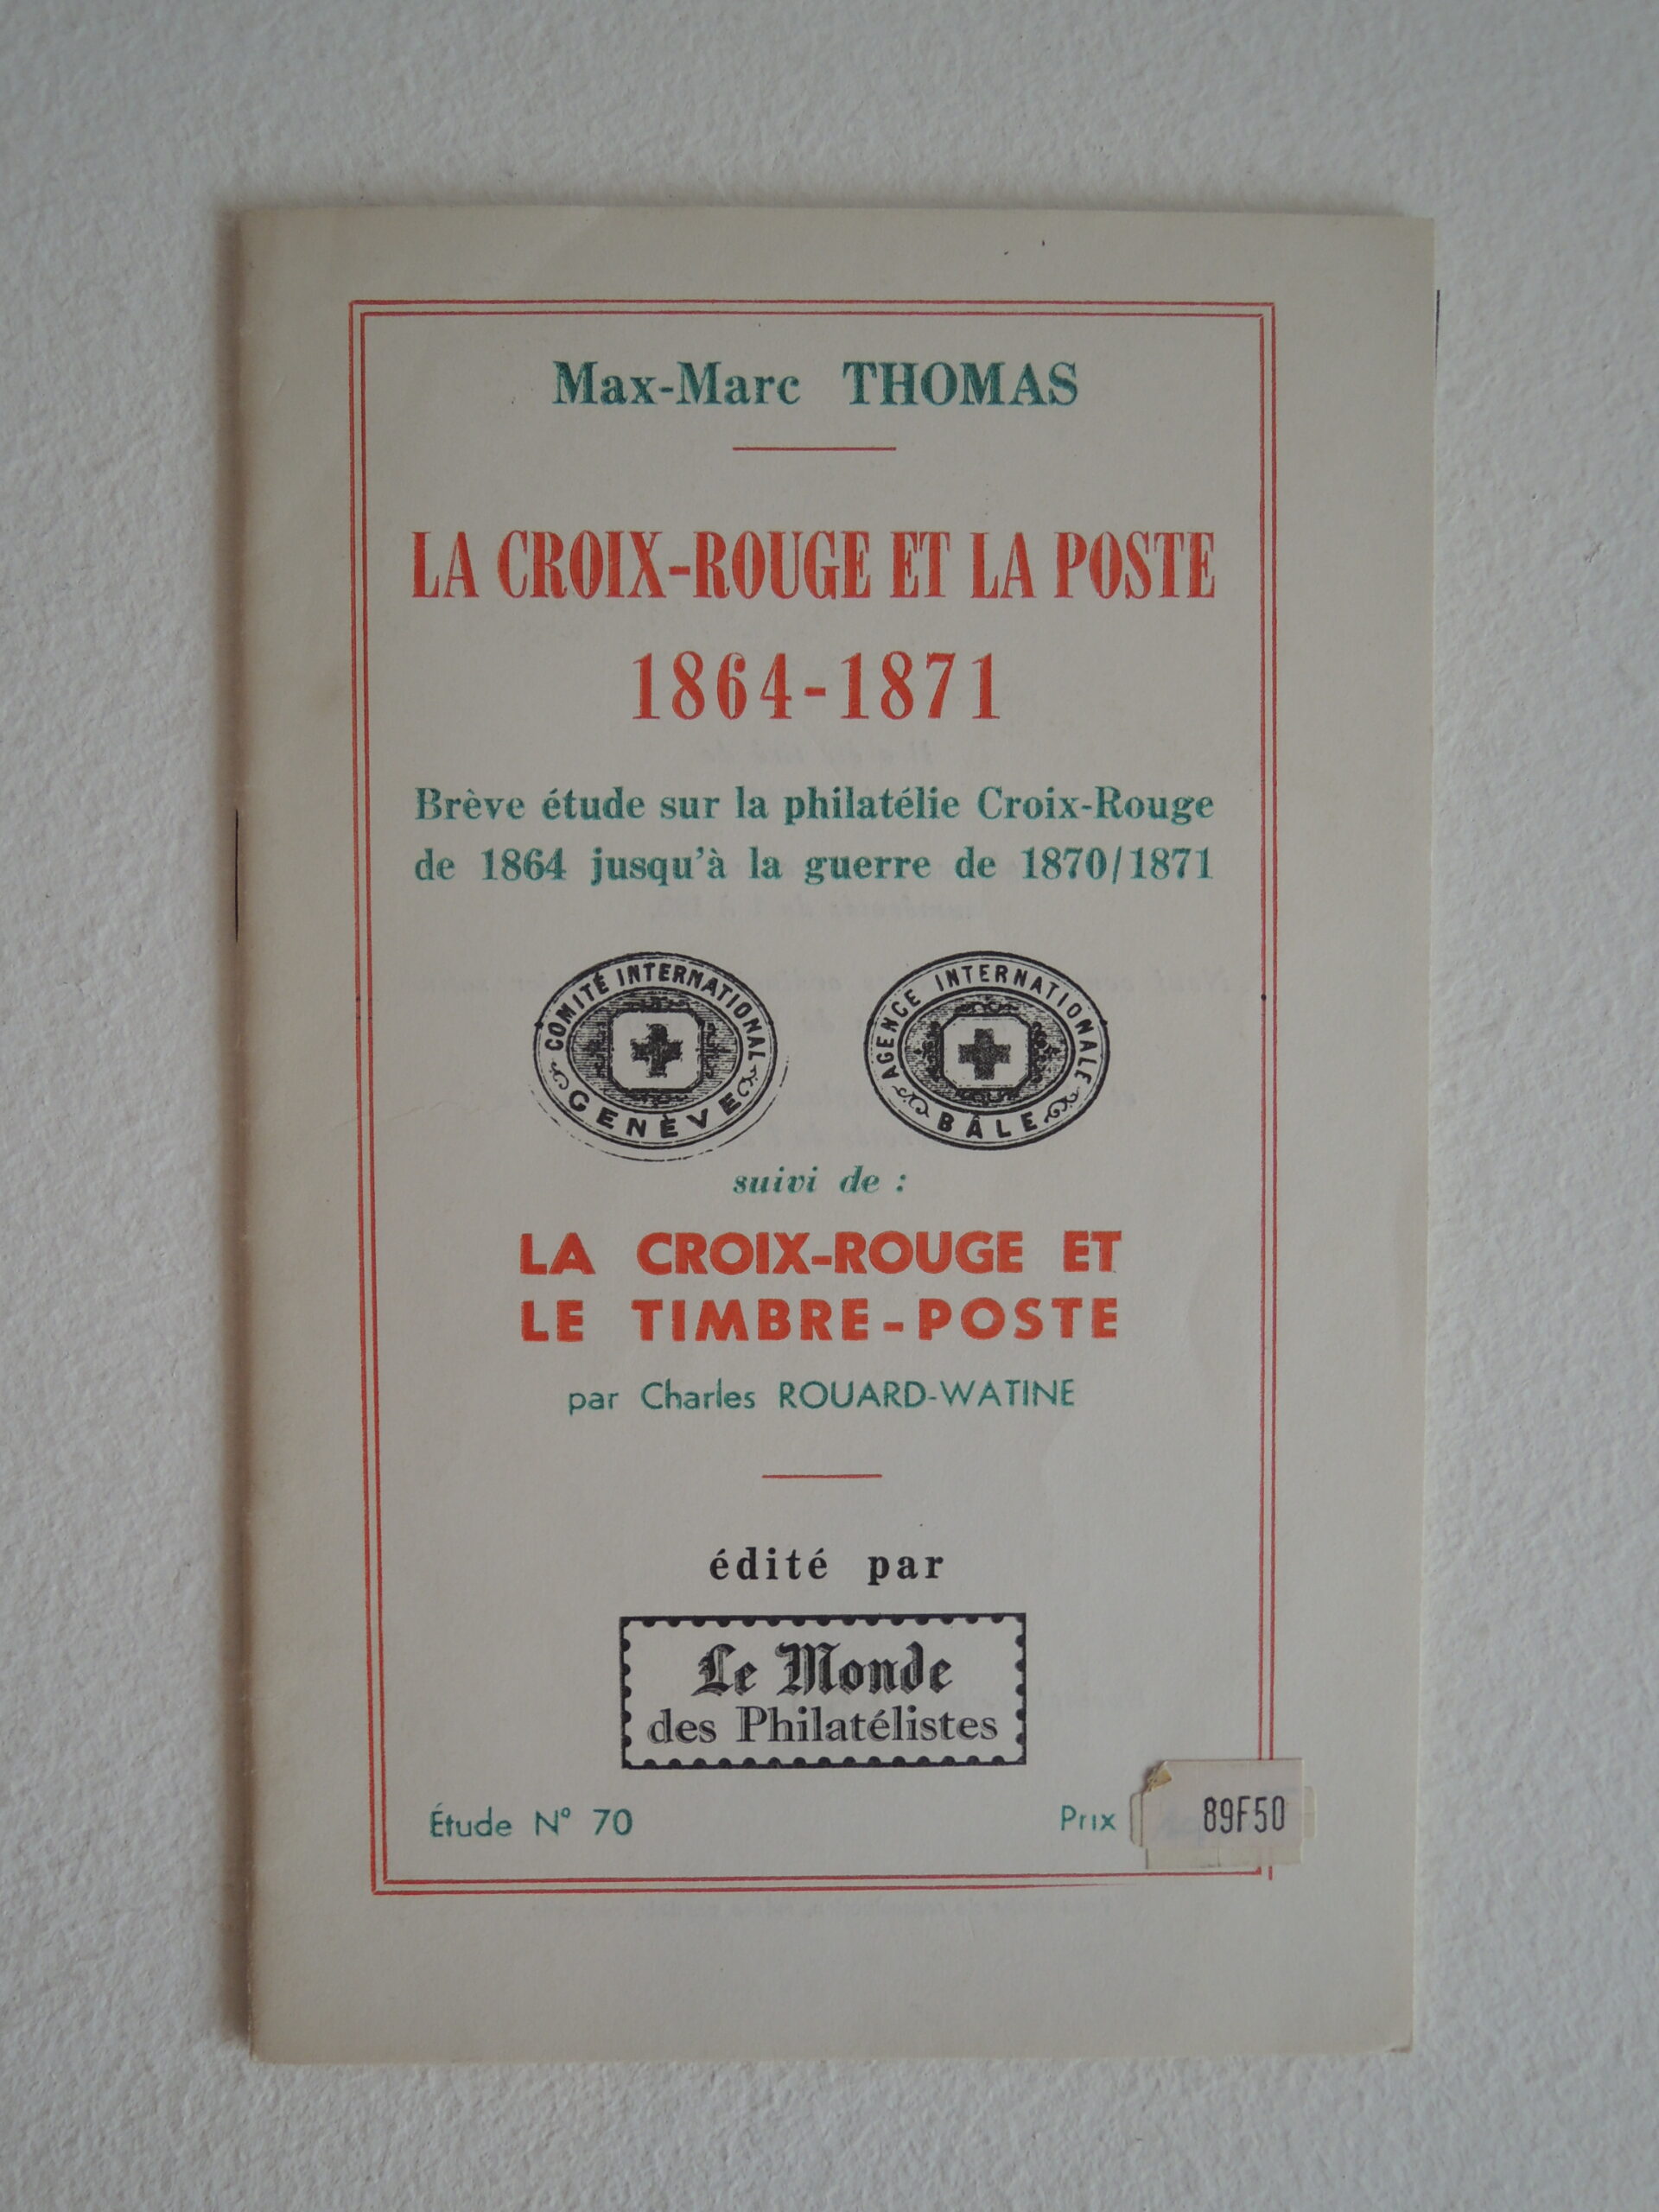 Max-Marc THOMAS
LA CROIX-ROUGE ET LA POSTE
1864-1871
Brève étude sur la philatélie Croix-Rouge
de 1864 jusqu'à la guerre de 1870/1871
COMITÉ INTERNATIONAL
GENÈVE
AGENCE INTERNATIONALE
BÂLE
suivi de :
LA CROIX-ROUGE ET
LE TIMBRE-POSTE
par Charles ROUARD-WATINE
édité par
Le Monde
des Philatélistes
Étude N° 70
Prix 89F50